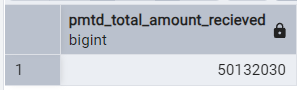 pmtd_total_amount_recieved
bigint
1 50132030